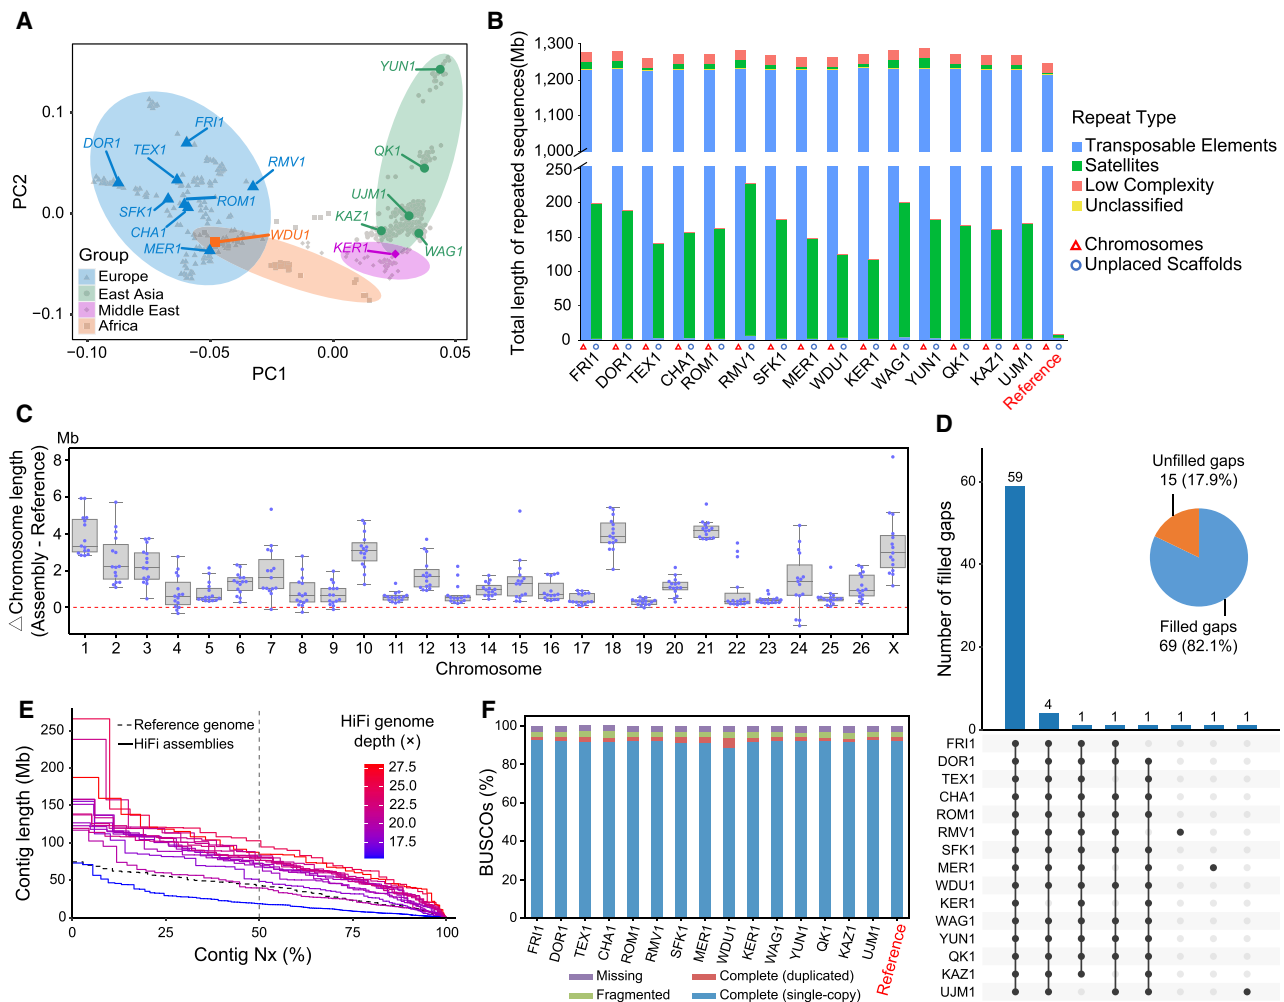 A
PC2
0.1
0.0
−0.1
−0.10
−0.05
0.00
0.05
PC1
YUN1
FRI1
DOR1
TEX1
RMV1
QK1
UJM1
SFK1
ROM1
KAZ1
CHA1
WDU1
MER1
KER1
WAG1
Group
Europe
East Asia
Middle East
Africa
B
Total length of repeated sequences(Mb)
1,300
1,200
1,100
1,000
250
200
150
100
50
0
FRI1 DOR1 TEX1 CHA1 ROM1 RMV1 SFK1 MER1 WDU1 KER1 WAG1 YUN1 QK1 KAZ1 UJM1 Reference
Repeat Type
Transposable Elements
Satellites
Low Complexity
Unclassified
Chromosomes
Unplaced Scaffolds
C
Mb
△Chromosome length
(Assembly - Reference)
8
6
4
2
0
1 2 3 4 5 6 7 8 9 10 11 12 13 14 15 16 17 18 19 20 21 22 23 24 25 26 X
Chromosome
D
Number of filled gaps
60
40
20
0
59
4
1
1
1
1
1
1
Unfilled gaps
15 (17.9%)
Filled gaps
69 (82.1%)
FRI1
DOR1
TEX1
CHA1
ROM1
RMV1
SFK1
MER1
WDU1
KER1
WAG1
YUN1
QK1
KAZ1
UJM1
E
Contig length (Mb)
250
200
150
100
50
0
0 25 50 75 100
Contig Nx (%)
Reference genome
HiFi assemblies
HiFi genome
depth (×)
27.5
25.0
22.5
20.0
17.5
F
BUSCOs (%)
100
80
60
40
20
0
FRI1 DOR1 TEX1 CHA1 ROM1 RMV1 SFK1 MER1 WDU1 KER1 WAG1 YUN1 QK1 KAZ1 UJM1 Reference
Missing
Complete (duplicated)
Fragmented
Complete (single-copy)